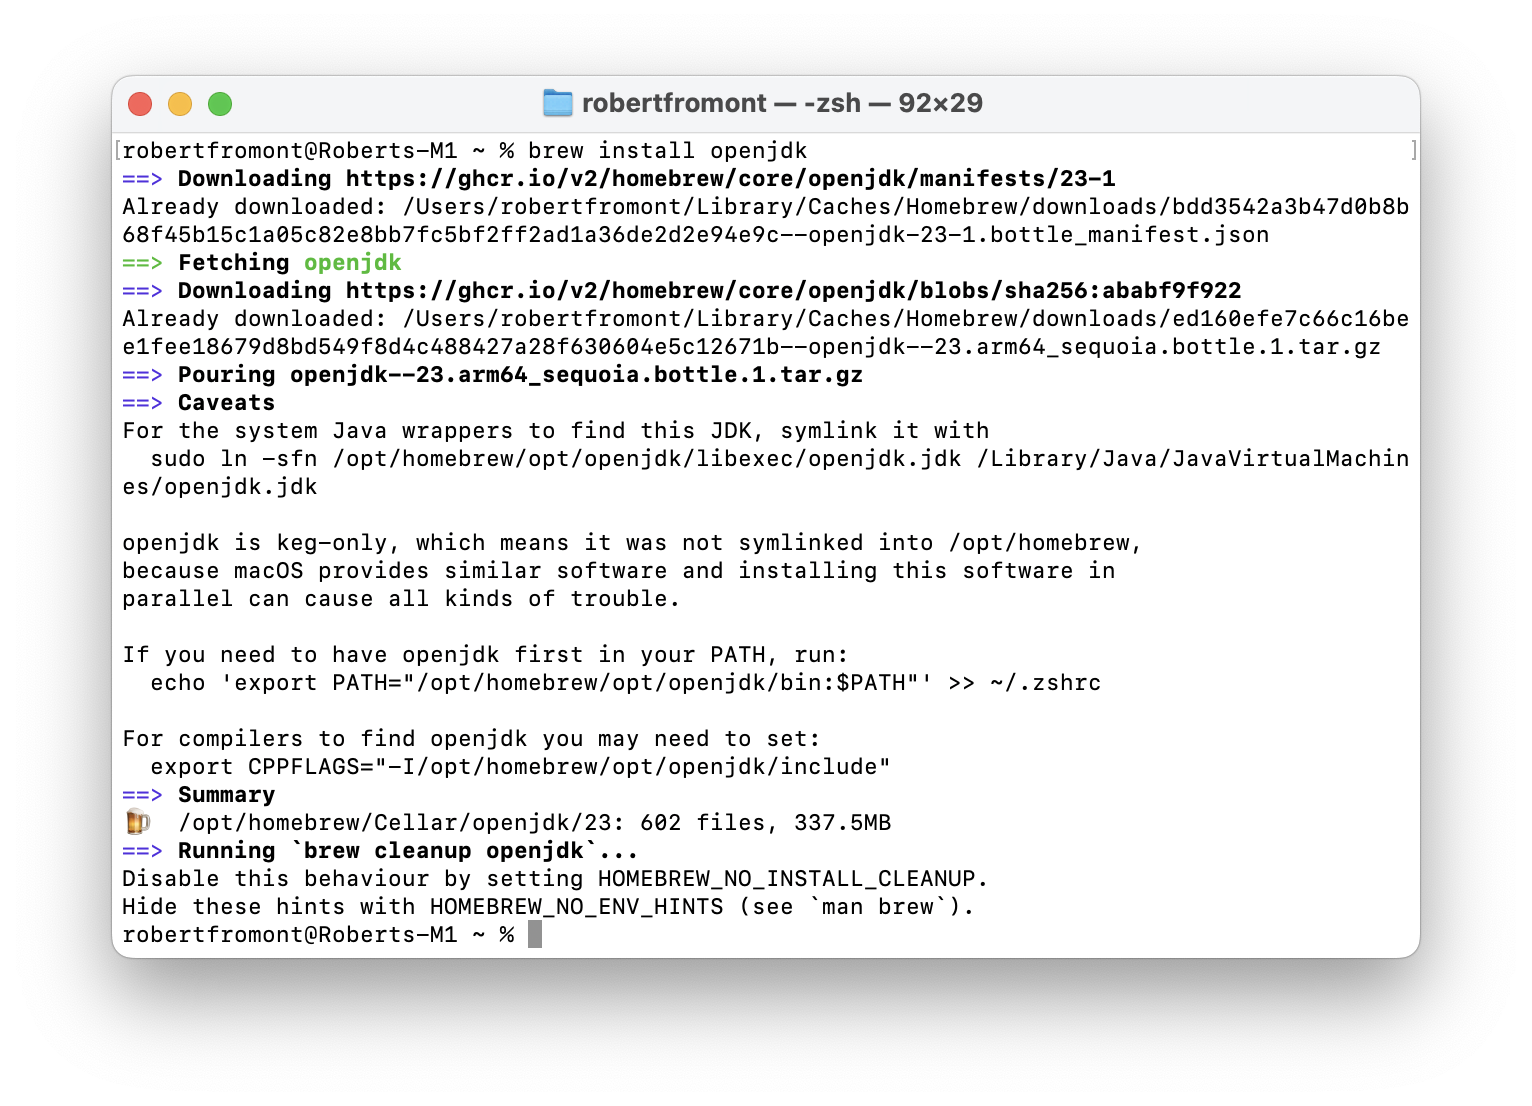 robertfromont — -zsh — 92×29
[robertfromont@Roberts-M1 ~ % brew install openjdk ]
==> Downloading https://ghcr.io/v2/homebrew/core/openjdk/manifests/23-1
Already downloaded: /Users/robertfromont/Library/Caches/Homebrew/downloads/bdd3542a3b47d0b8b
68f45b15c1a05c82e8bb7fc5bf2ff2ad1a36de2d2e94e9c--openjdk-23-1.bottle_manifest.json
==> Fetching openjdk
==> Downloading https://ghcr.io/v2/homebrew/core/openjdk/blobs/sha256:ababf9f922
Already downloaded: /Users/robertfromont/Library/Caches/Homebrew/downloads/ed160efe7c66c16be
e1fee18679d8bd549f8d4c488427a28f630604e5c12671b--openjdk--23.arm64_sequoia.bottle.1.tar.gz
==> Pouring openjdk--23.arm64_sequoia.bottle.1.tar.gz
==> Caveats
For the system Java wrappers to find this JDK, symlink it with
  sudo ln -sfn /opt/homebrew/opt/openjdk/libexec/openjdk.jdk /Library/Java/JavaVirtualMachin
es/openjdk.jdk

openjdk is keg-only, which means it was not symlinked into /opt/homebrew,
because macOS provides similar software and installing this software in
parallel can cause all kinds of trouble.

If you need to have openjdk first in your PATH, run:
  echo 'export PATH="/opt/homebrew/opt/openjdk/bin:$PATH"' >> ~/.zshrc

For compilers to find openjdk you may need to set:
  export CPPFLAGS="-I/opt/homebrew/opt/openjdk/include"
==> Summary
🍺  /opt/homebrew/Cellar/openjdk/23: 602 files, 337.5MB
==> Running `brew cleanup openjdk`...
Disable this behaviour by setting HOMEBREW_NO_INSTALL_CLEANUP.
Hide these hints with HOMEBREW_NO_ENV_HINTS (see `man brew`).
robertfromont@Roberts-M1 ~ %